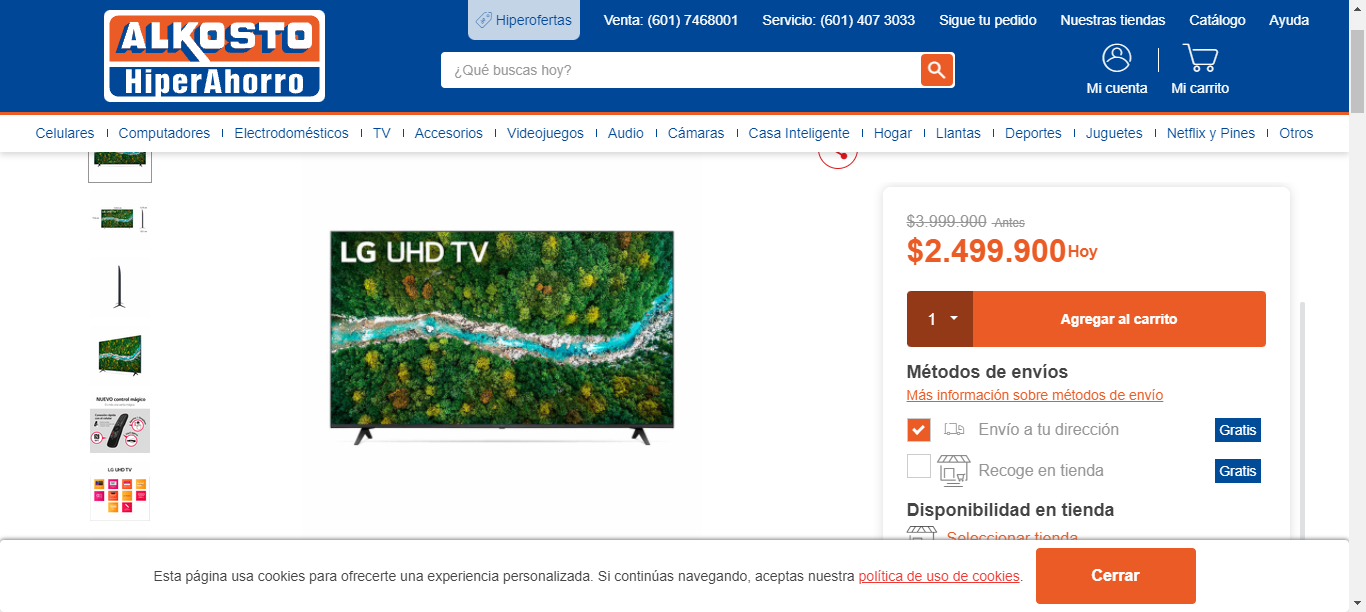 Hiperofertas
Venta: (601) 7468001
Servicio: (601) 407 3033
Sigue tu pedido
Nuestras tiendas
Catálogo
Ayuda
ALKOSTO
HiperAhorro
¿Qué buscas hoy?
Mi cuenta
Mi carrito
Celulares
Computadores
Electrodomésticos
TV
Accesorios
Videojuegos
Audio
Cámaras
Casa Inteligente
Hogar
Llantas
Deportes
Juguetes
Netflix y Pines
Otros
LG UHD TV
NUEVO control mágico
LG UHD TV
$3.999.900 Antes
$2.499.900 Hoy
1
Agregar al carrito
Métodos de envíos
Más información sobre métodos de envío
Envío a tu dirección
Gratis
Recoge en tienda
Gratis
Disponibilidad en tienda
Seleccionar tienda
Esta página usa cookies para ofrecerte una experiencia personalizada. Si continúas navegando, aceptas nuestra política de uso de cookies.
Cerrar